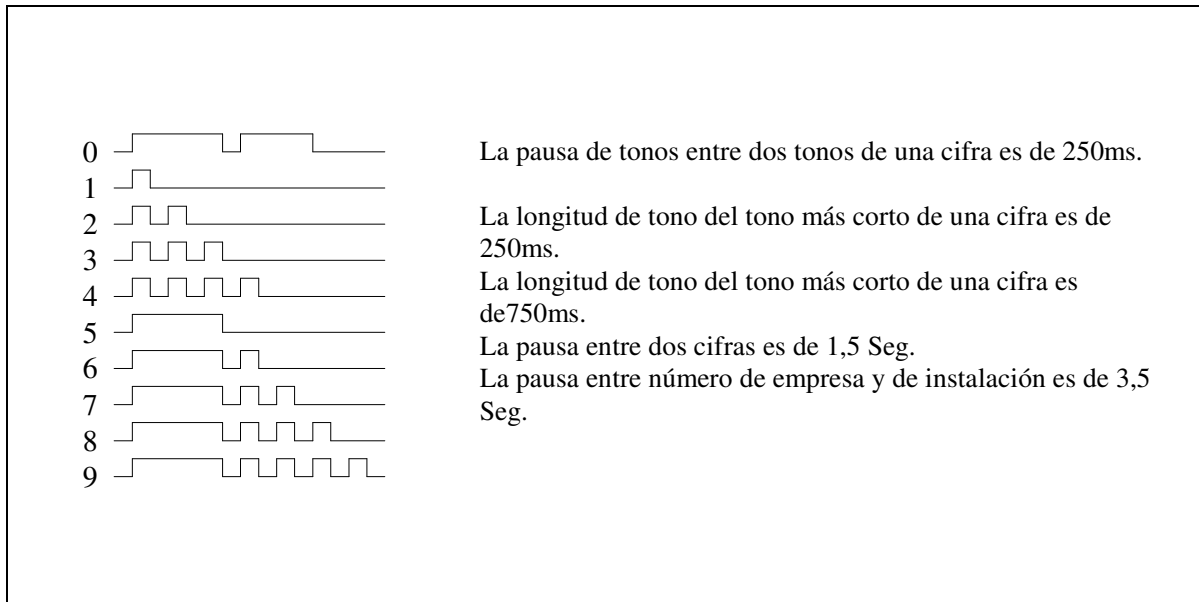 0
1
2
3
4
5
6
7
8
9
La pausa de tonos entre dos tonos de una cifra es de 250ms.
La longitud de tono del tono más corto de una cifra es de
250ms.
La longitud de tono del tono más corto de una cifra es
de750ms.
La pausa entre dos cifras es de 1,5 Seg.
La pausa entre número de empresa y de instalación es de 3,5
Seg.